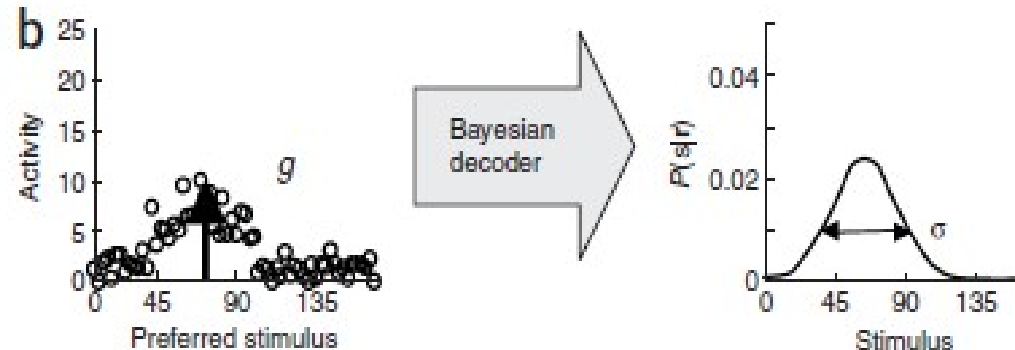 b
25
20
15
10
5
0
Activity
0 45 90 135
Preferred stimulus
g
Bayesian
decoder
P(s|r)
0.04
0.02
0
σ
0 45 90 135
Stimulus